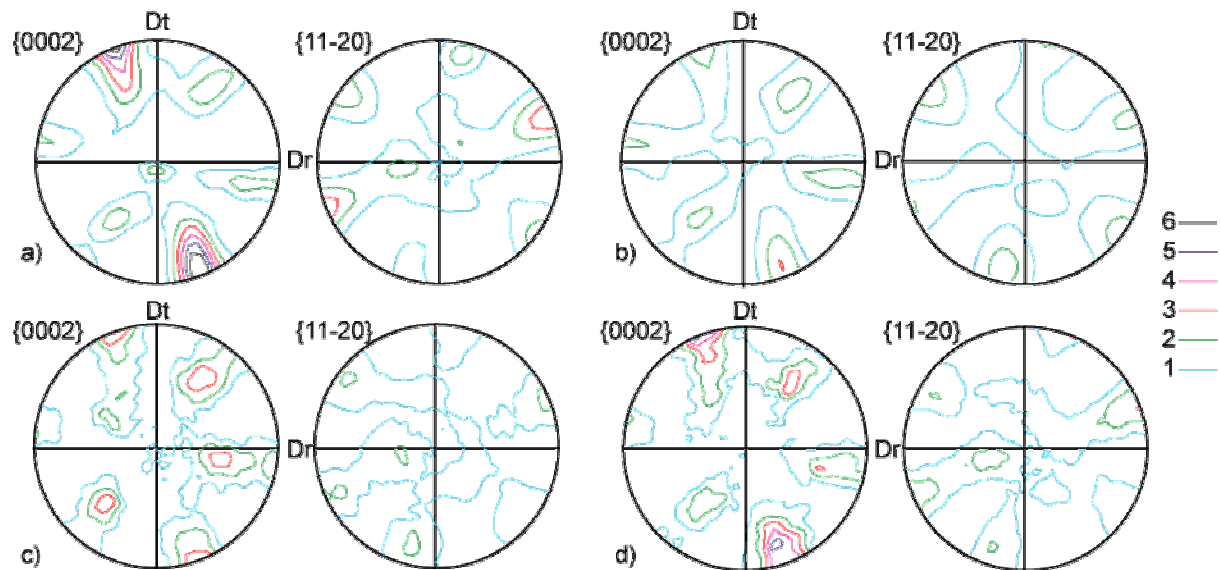 Dt
Dt
{0002}
{11-20}
{0002}
{11-20}
Dr
Dr
a)
b)
6
5
4
3
2
1
Dt
Dt
{0002}
{11-20}
{0002}
{11-20}
Dr
Dr
c)
d)